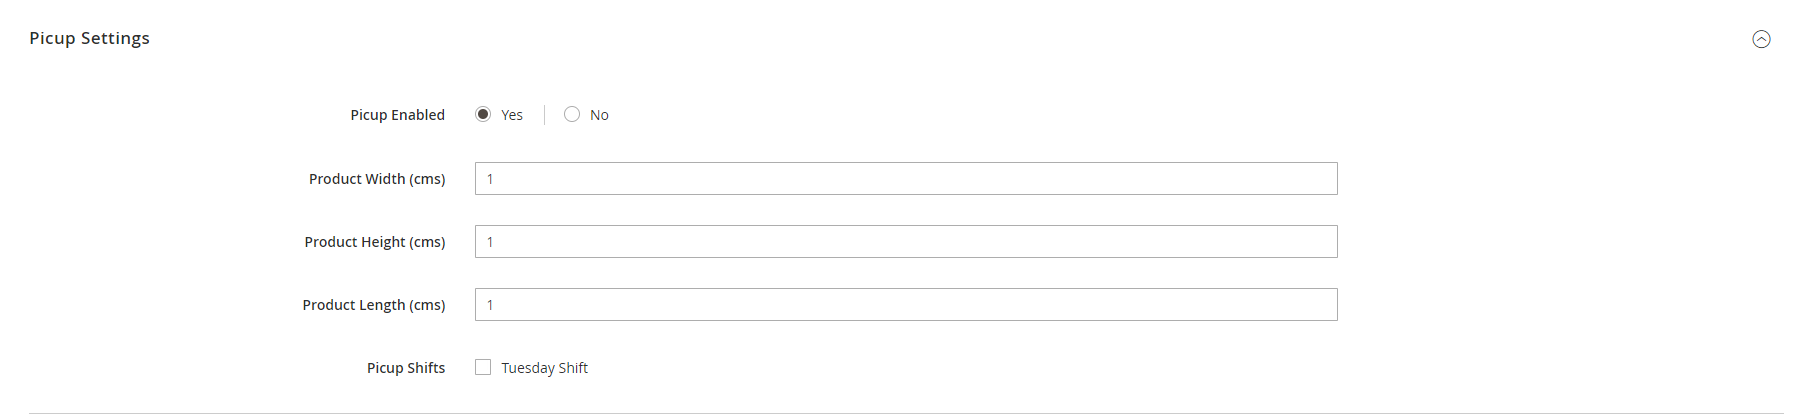 Picup Settings
Picup Enabled Yes No
Product Width (cms) 1
Product Height (cms) 1
Product Length (cms) 1
Picup Shifts Tuesday Shift